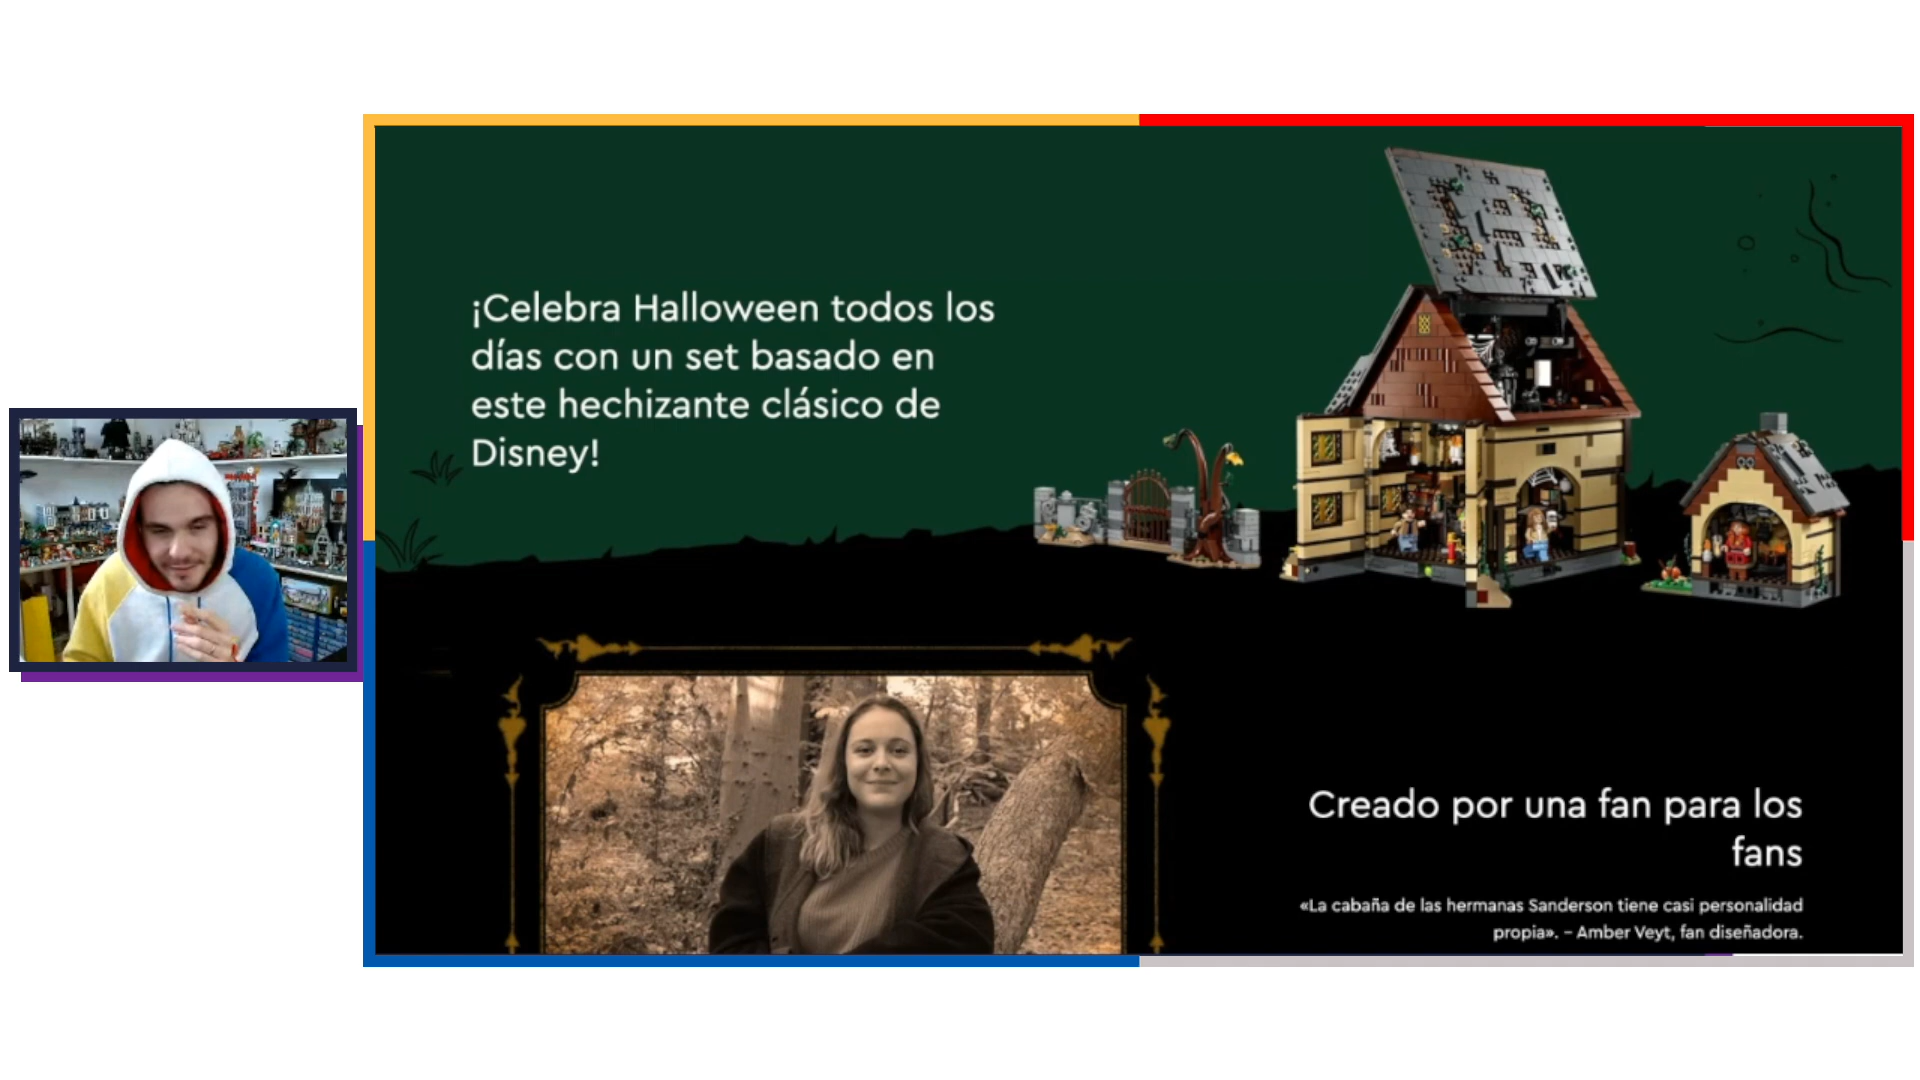 ¡Celebra Halloween todos los
días con un set basado en
este hechizante clásico de
Disney!
Creado por una fan para los
fans
«La cabaña de las hermanas Sanderson tiene casi personalidad
propia». – Amber Veyt, fan diseñadora.